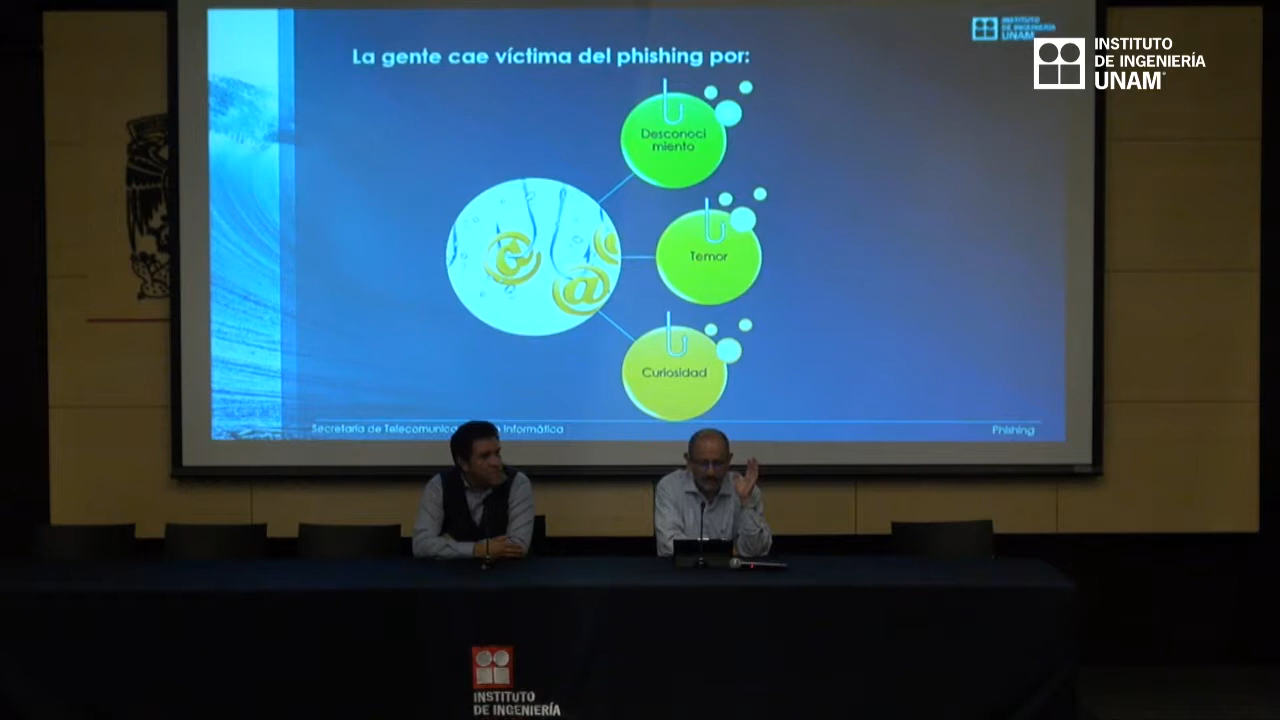 INSTITUTO
DE INGENIERÍA
UNAM
INSTITUTO
DE INGENIERÍA
UNAM
La gente cae víctima del phishing por:
Desconoci
miento
Temor
Curiosidad
Secretaría de Telecomunica
Informática
Phishing
INSTITUTO
DE INGENIERÍA